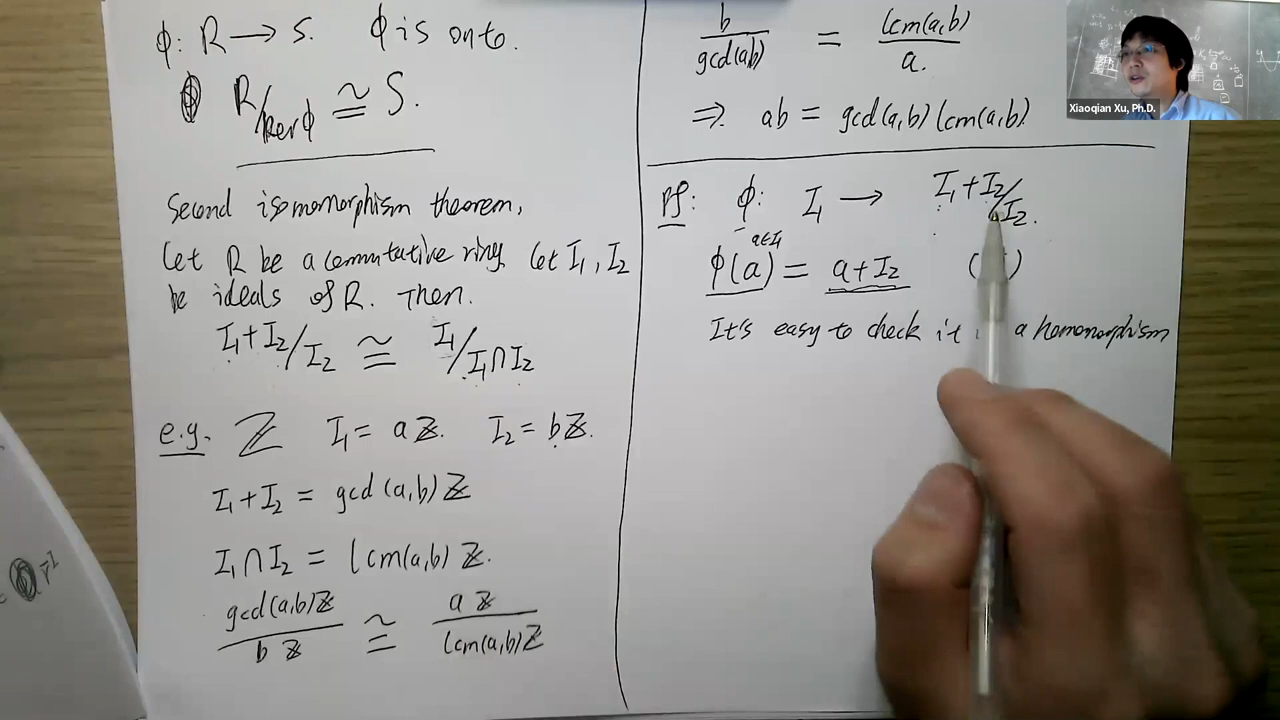 ϕ: R → S. ϕ is onto.
R/kerϕ ≅ S.
Second isomomorphism theorem,
Let R be a commutative ring. Let I₁, I₂
be ideals of R. Then.
I₁+I₂/I₂ ≅ I₁/I₁∩I₂
e.g. ℤ I₁ = aℤ. I₂ = bℤ.
I₁+I₂ = gcd(a,b)ℤ
I₁∩I₂ = lcm(a,b)ℤ.
gcd(a,b)ℤ/bℤ ≅ aℤ/lcm(a,b)ℤ
b/gcd(a,b) = lcm(a,b)/a.
⇒ ab = gcd(a,b) lcm(a,b)
Pf: ϕ: I₁ → I₁+I₂/I₂.
a∈I₁
ϕ(a) = a+I₂
It's easy to check it a homomorphism
Xiaoqian Xu, Ph.D.